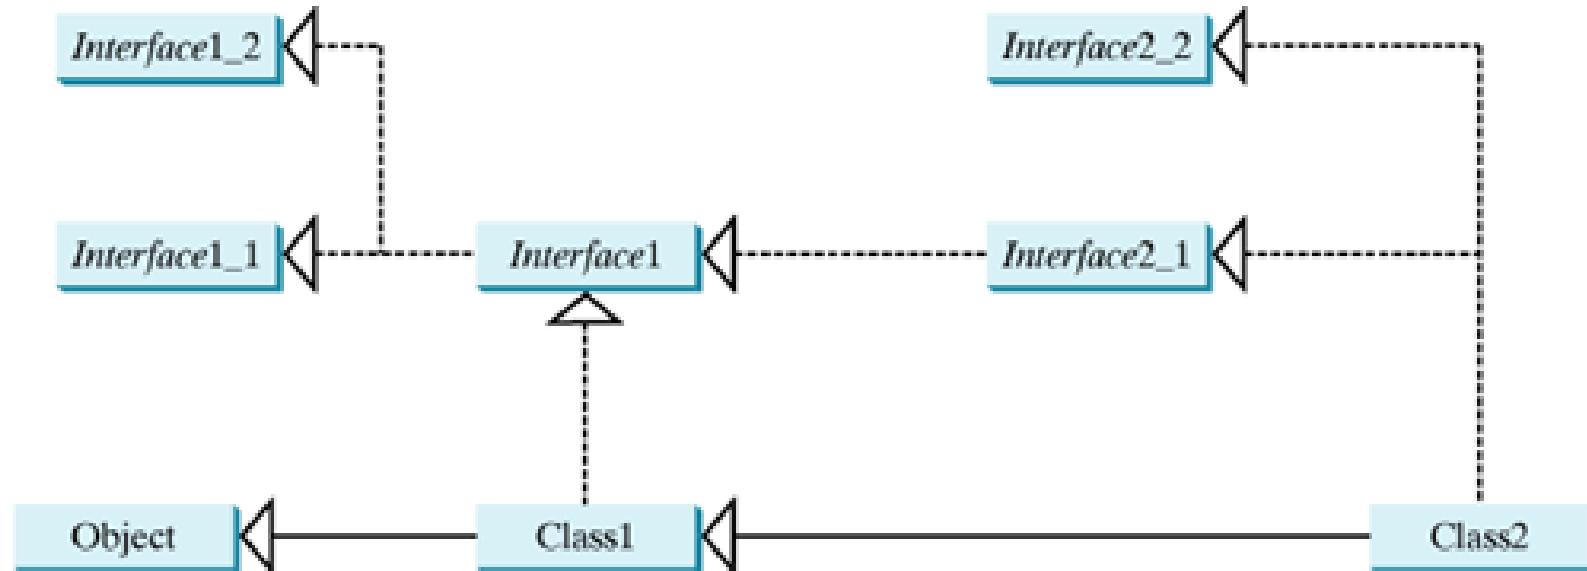 Interface1_2
Interface2_2
Interface1_1
Interface1
Interface2_1
Object
Class1
Class2